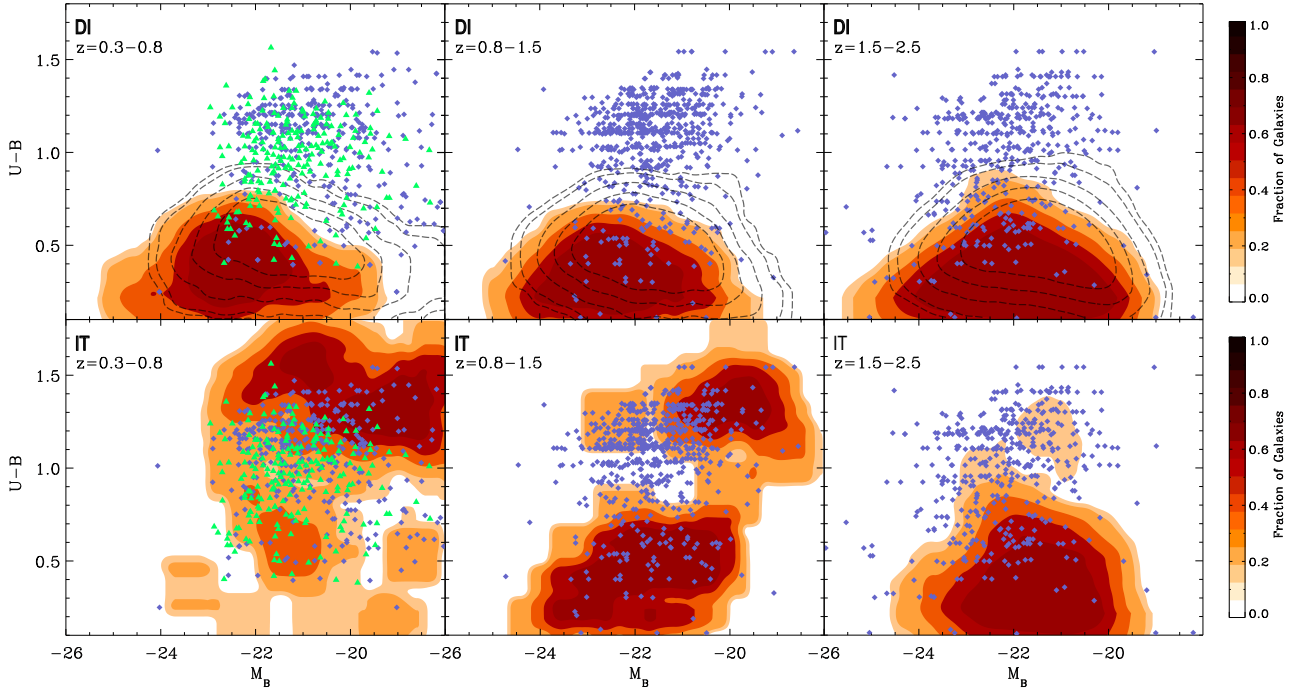 DI
z=0.3−0.8
DI
z=0.8−1.5
DI
z=1.5−2.5
1.5
1.0
0.5
U−B
1.0
0.8
0.6
0.4
0.2
0.0
Fraction of Galaxies
IT
z=0.3−0.8
IT
z=0.8−1.5
IT
z=1.5−2.5
1.5
1.0
0.5
U−B
1.0
0.8
0.6
0.4
0.2
0.0
Fraction of Galaxies
−26 −24 −22 −20
−24 −22 −20
−24 −22 −20 −18
M_B
M_B
M_B